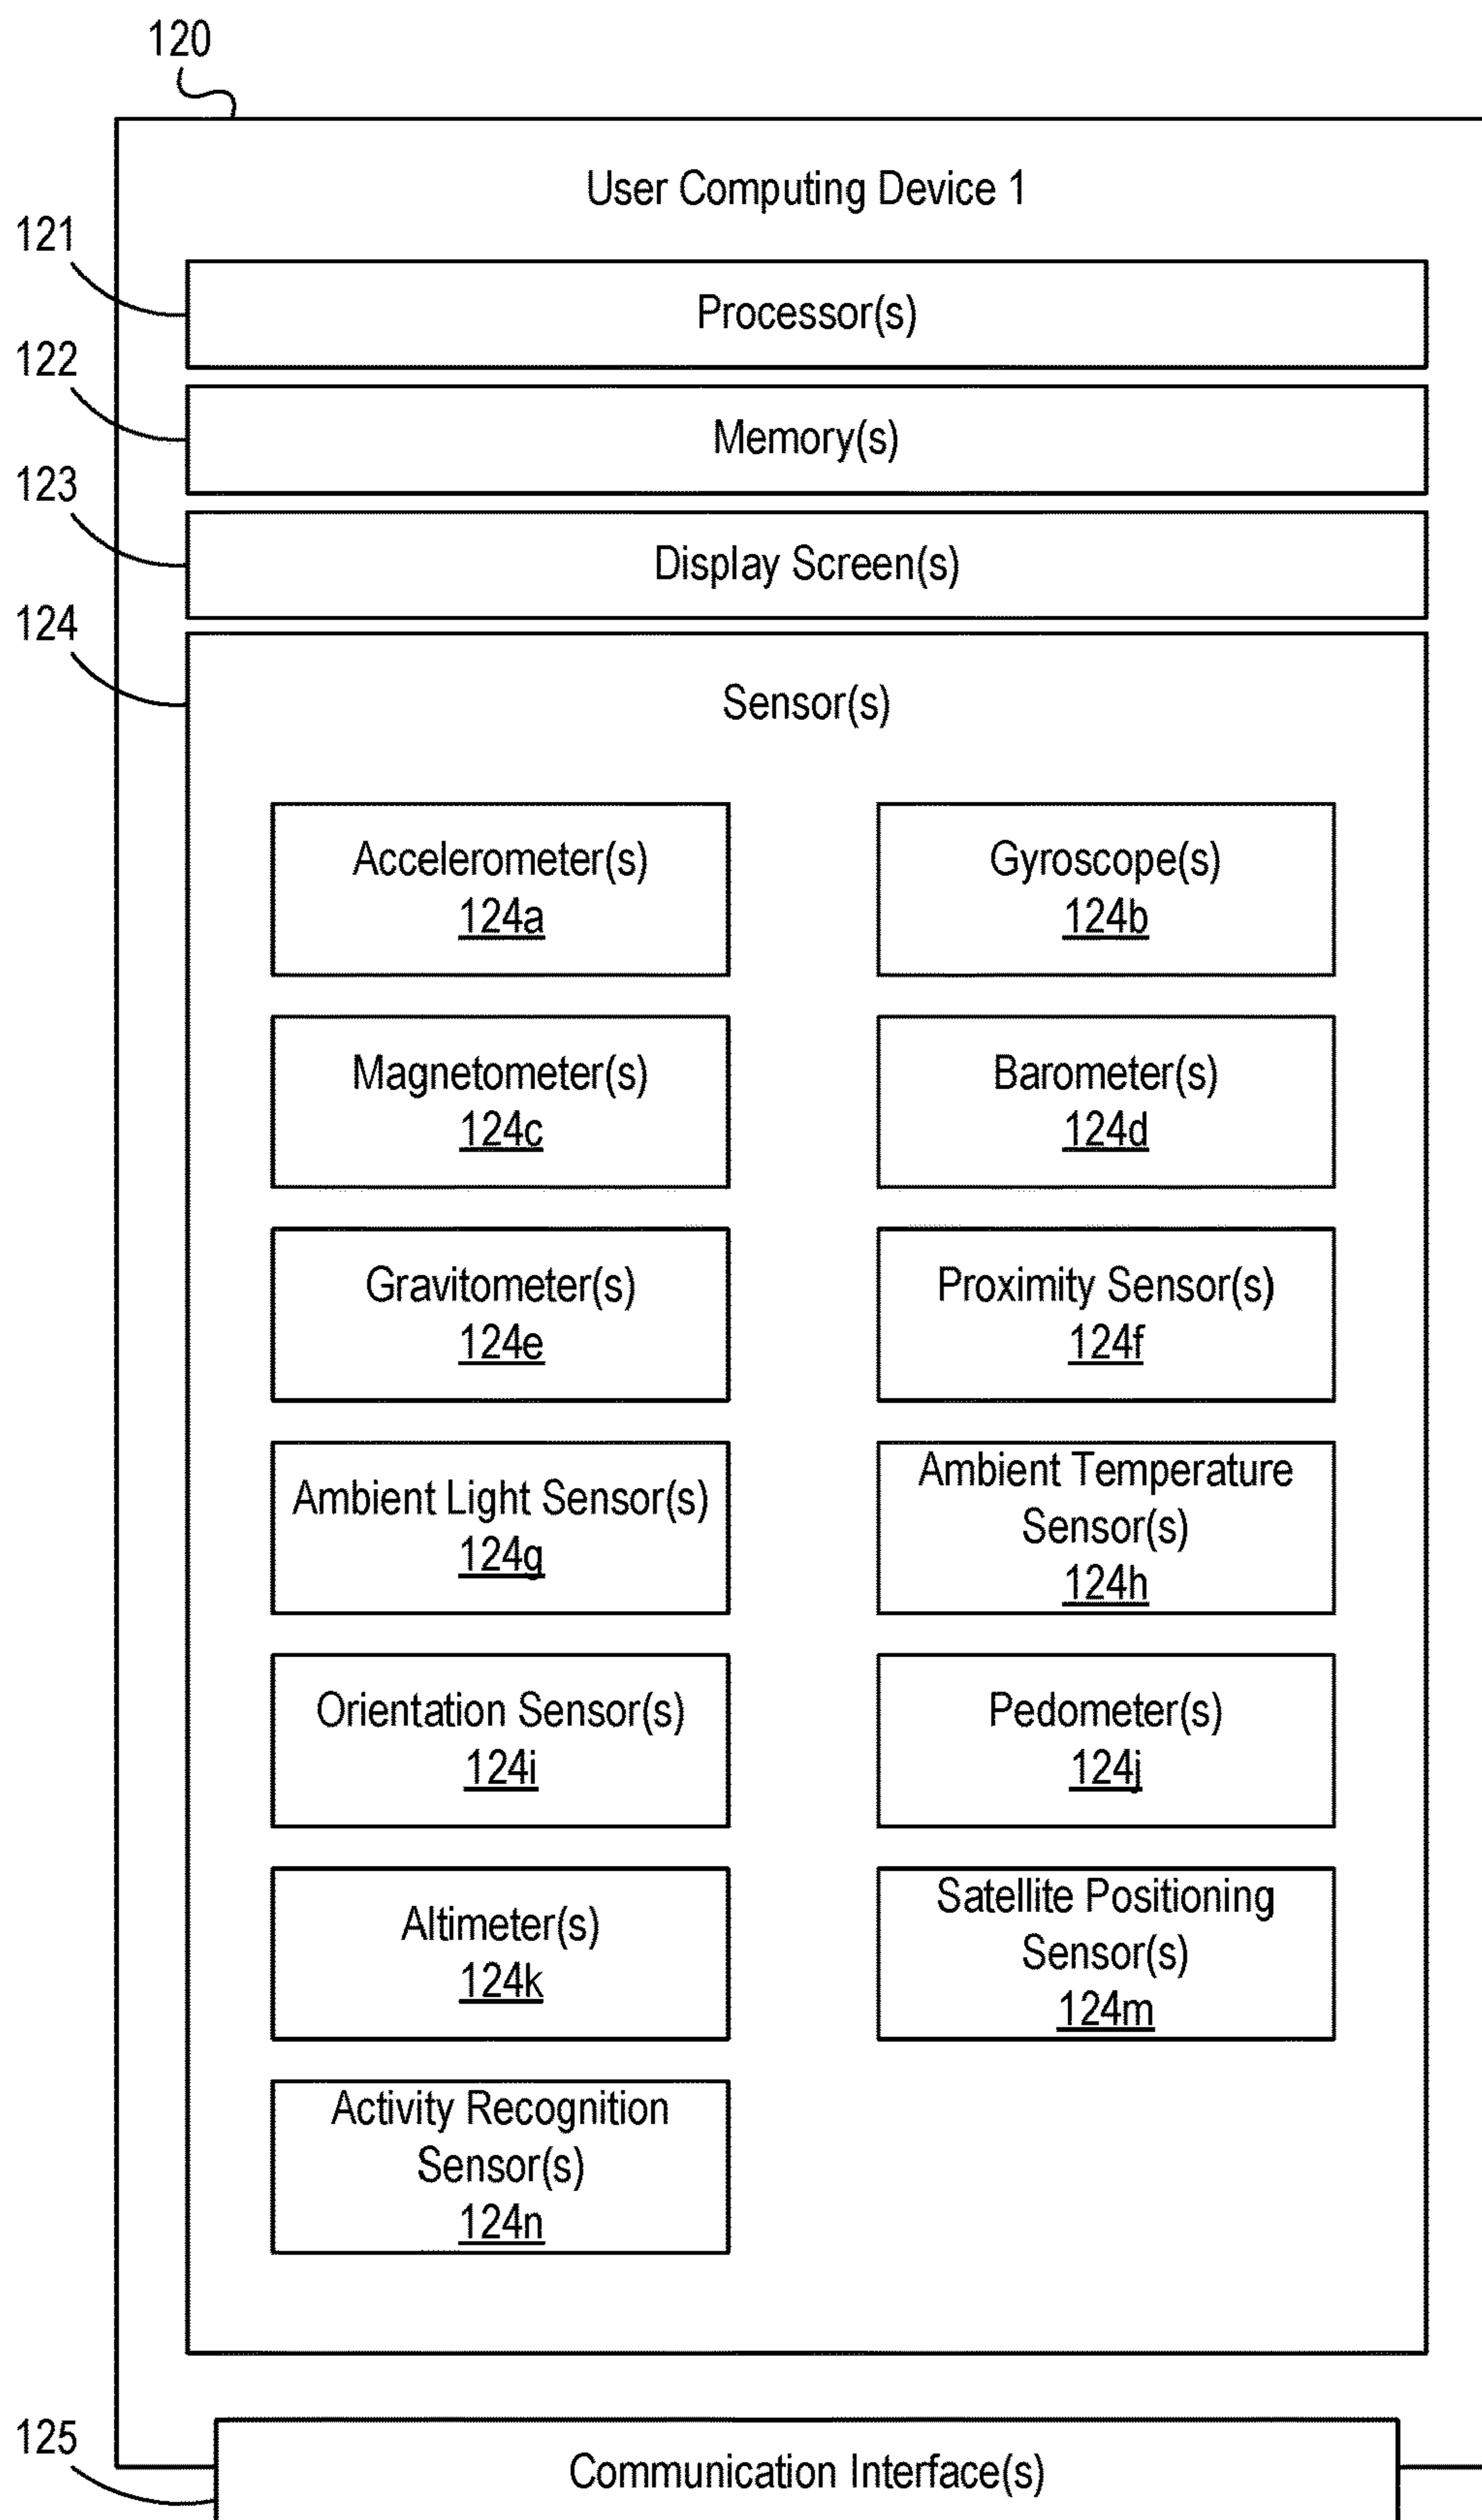 120
User Computing Device 1
121
Processor(s)
122
Memory(s)
123
Display Screen(s)
124
Sensor(s)
Accelerometer(s)
124a
Gyroscope(s)
124b
Magnetometer(s)
124c
Barometer(s)
124d
Gravitometer(s)
124e
Proximity Sensor(s)
124f
Ambient Light Sensor(s)
124g
Ambient Temperature
Sensor(s)
124h
Orientation Sensor(s)
124i
Pedometer(s)
124j
Altimeter(s)
124k
Satellite Positioning
Sensor(s)
124m
Activity Recognition
Sensor(s)
124n
125
Communication Interface(s)